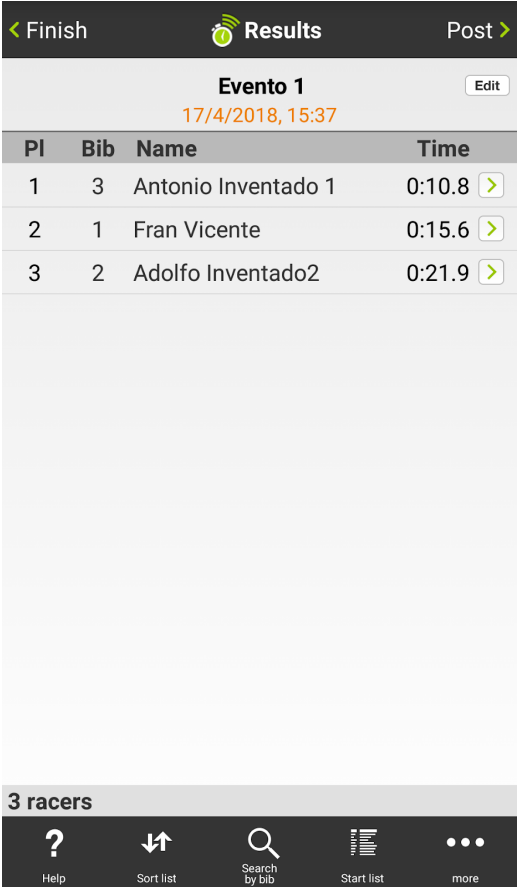 Finish Results Post
Evento 1 Edit
17/4/2018, 15:37
Pl Bib Name Time
1 3 Antonio Inventado 1 0:10.8
2 1 Fran Vicente 0:15.6
3 2 Adolfo Inventado2 0:21.9
3 racers
Help Sort list Search by bib Start list more